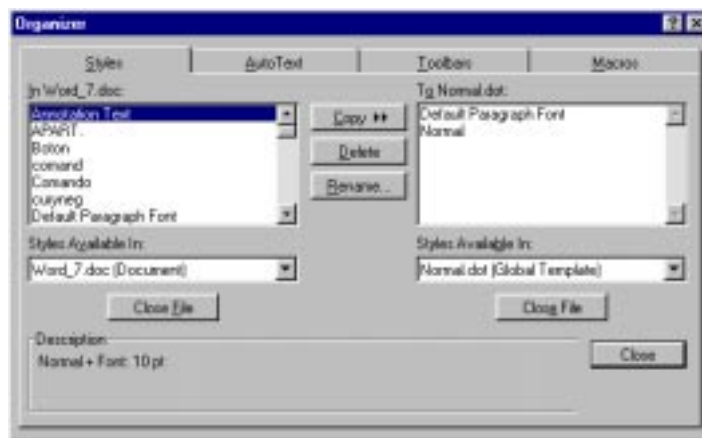 Organizer
Styles AutoText Toolbars Macros
In Word_7.doc: To Normal.dot:
Annotation Text Copy Default Paragraph Font
APART. Normal
Boton Delete
comand
Comando Rename...
curyneg
Default Paragraph Font
Styles Available In: Styles Available In:
Word_7.doc (Document) Normal.dot (Global Template)
Close File Close File
Description
Normal + Font: 10 pt Close